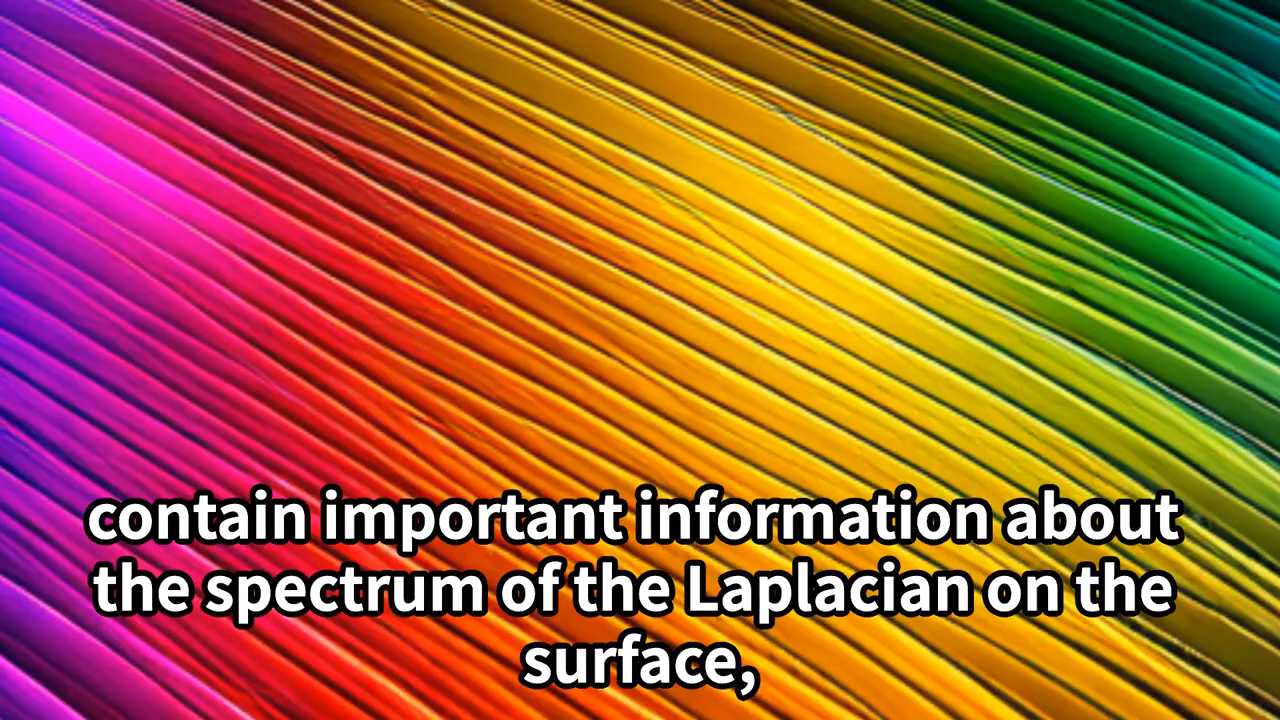 contain important information about
the spectrum of the Laplacian on the
surface,